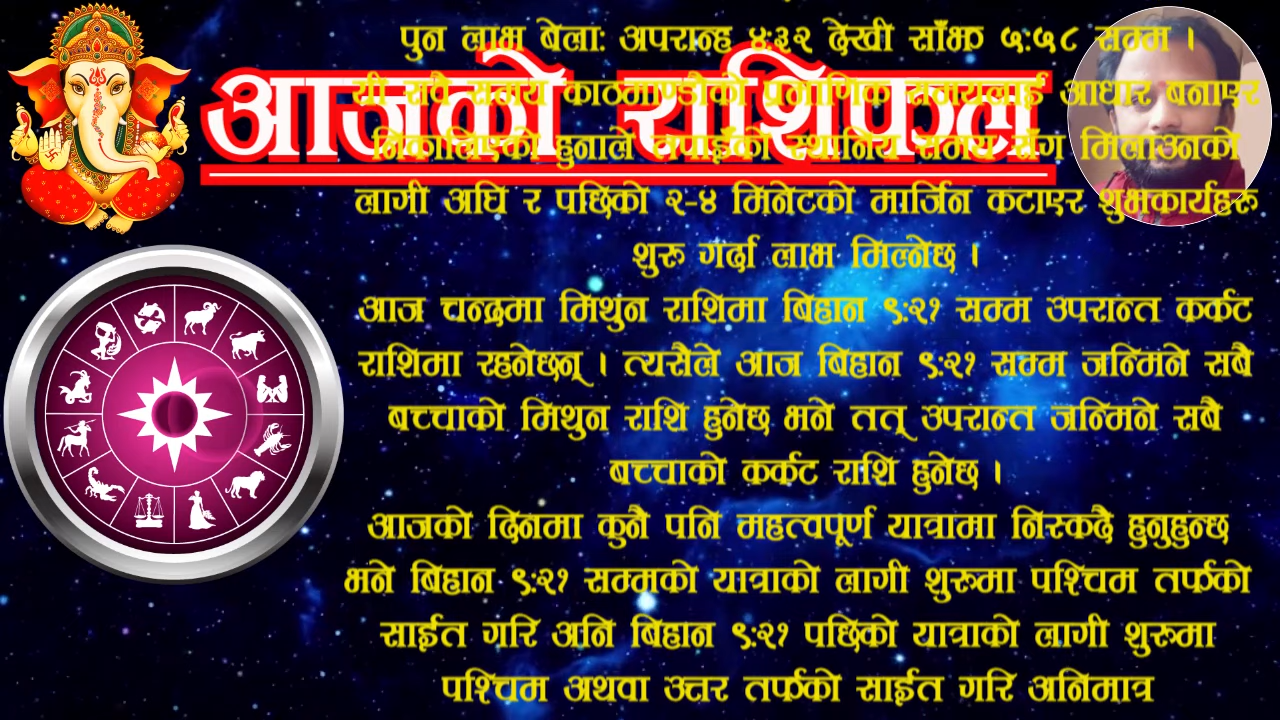 पुन लाभ बेला: अपरान्ह ४:३२ देखी साँझ ५:५८ सम्म ।
आजको राशिफल
यी सबै समय काठमाण्डौको प्रमाणिक समयलाई आधार बनाएर
निकालिएको हुनाले तपाईँको स्थानिय समय सँग मिलाउनको
लागी अघि र पछिको २-४ मिनेटको मार्जिन कटाएर शुभकार्यहरु
शुरु गर्दा लाभ मिल्नेछ ।
आज चन्द्रमा मिथुन राशिमा बिहान ९:२१ सम्म उपरान्त कर्कट
राशिमा रहनेछन् । त्यसैले आज बिहान ९:२१ सम्म जन्मिने सबै
बच्चाको मिथुन राशि हुनेछ भने तत् उपरान्त जन्मिने सबै
बच्चाको कर्कट राशि हुनेछ ।
आजको दिनमा कुनै पनि महत्वपूर्ण यात्रामा निस्कदै हुनुहुन्छ
भने बिहान ९:२१ सम्मको यात्राको लागी शुरुमा पश्चिम तर्फको
साईत गरि अनि बिहान ९:२१ पछिको यात्राको लागी शुरुमा
पश्चिम अथवा उत्तर तर्फको साईत गरि अनिमात्र